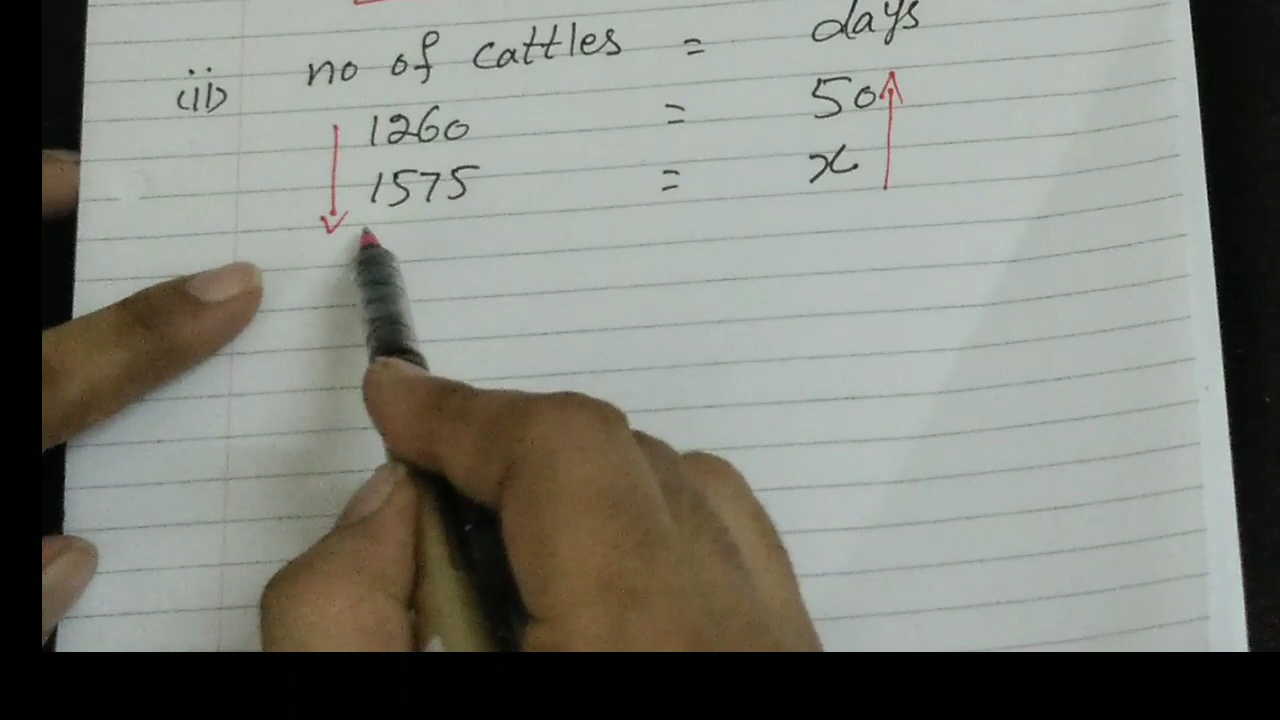 (ii) no of cattles = days
1260 = 50
1575 = x